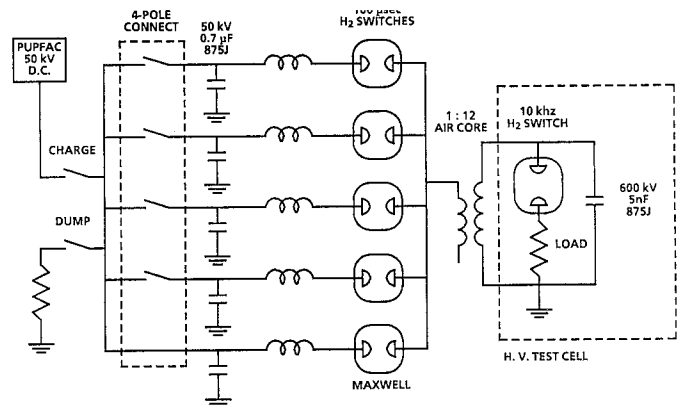 4-POLE
CONNECT
PUPFAC
50 kV
D.C.
50 kV
0.7 µF
875J
µsec
H2 SWITCHES
CHARGE
DUMP
1 : 12
AIR CORE
10 khz
H2 SWITCH
600 kV
5nF
875J
LOAD
MAXWELL
H. V. TEST CELL